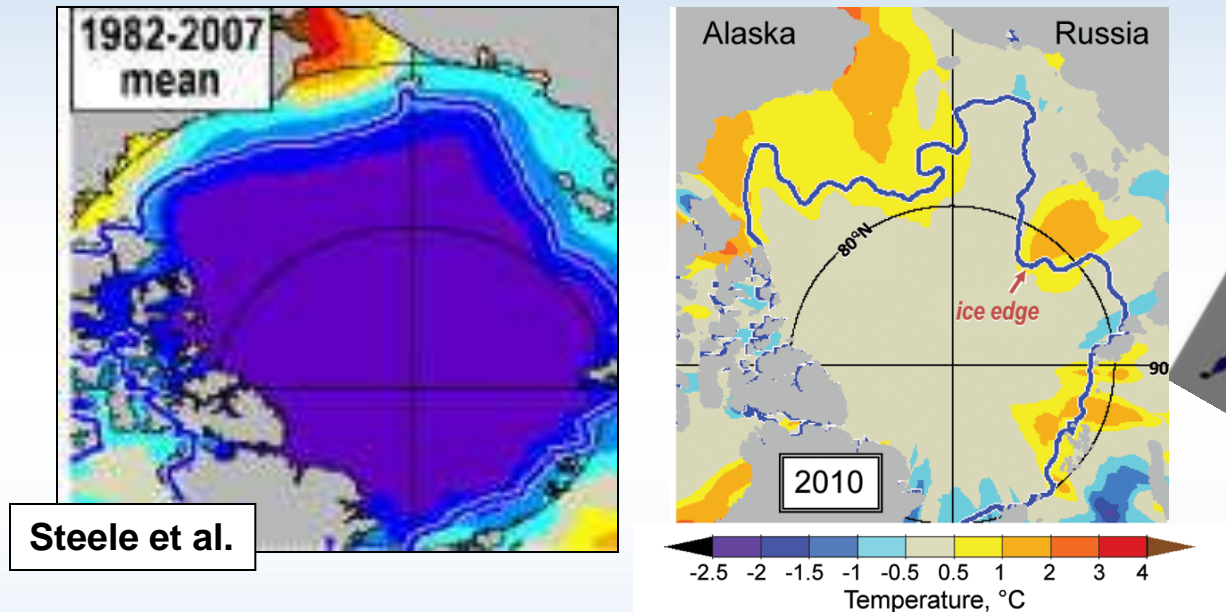 1982-2007
mean
Steele et al.
Alaska
Russia
80°N
ice edge
90
2010
-2.5 -2 -1.5 -1 -0.5 0.5 1 2 3 4
Temperature, °C